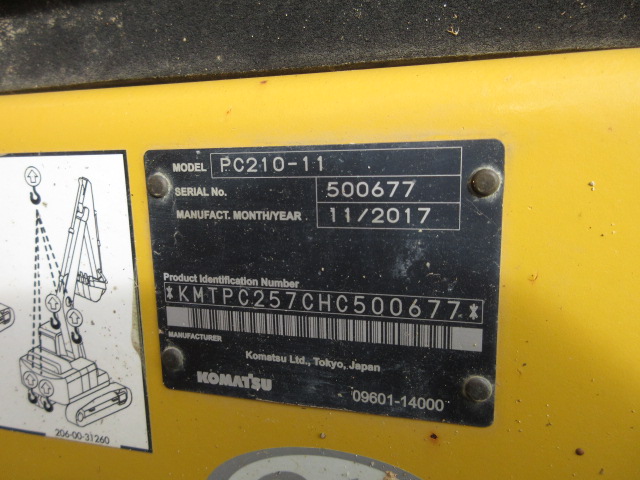 MODEL PC210-11
SERIAL No. 500677
MANUFACT. MONTH/YEAR 11/2017
Product Identification Number
*KMTPC257CHC500677*
MANUFACTURER
Komatsu Ltd., Tokyo, Japan
KOMATSU
09601-14000
206-00-31260